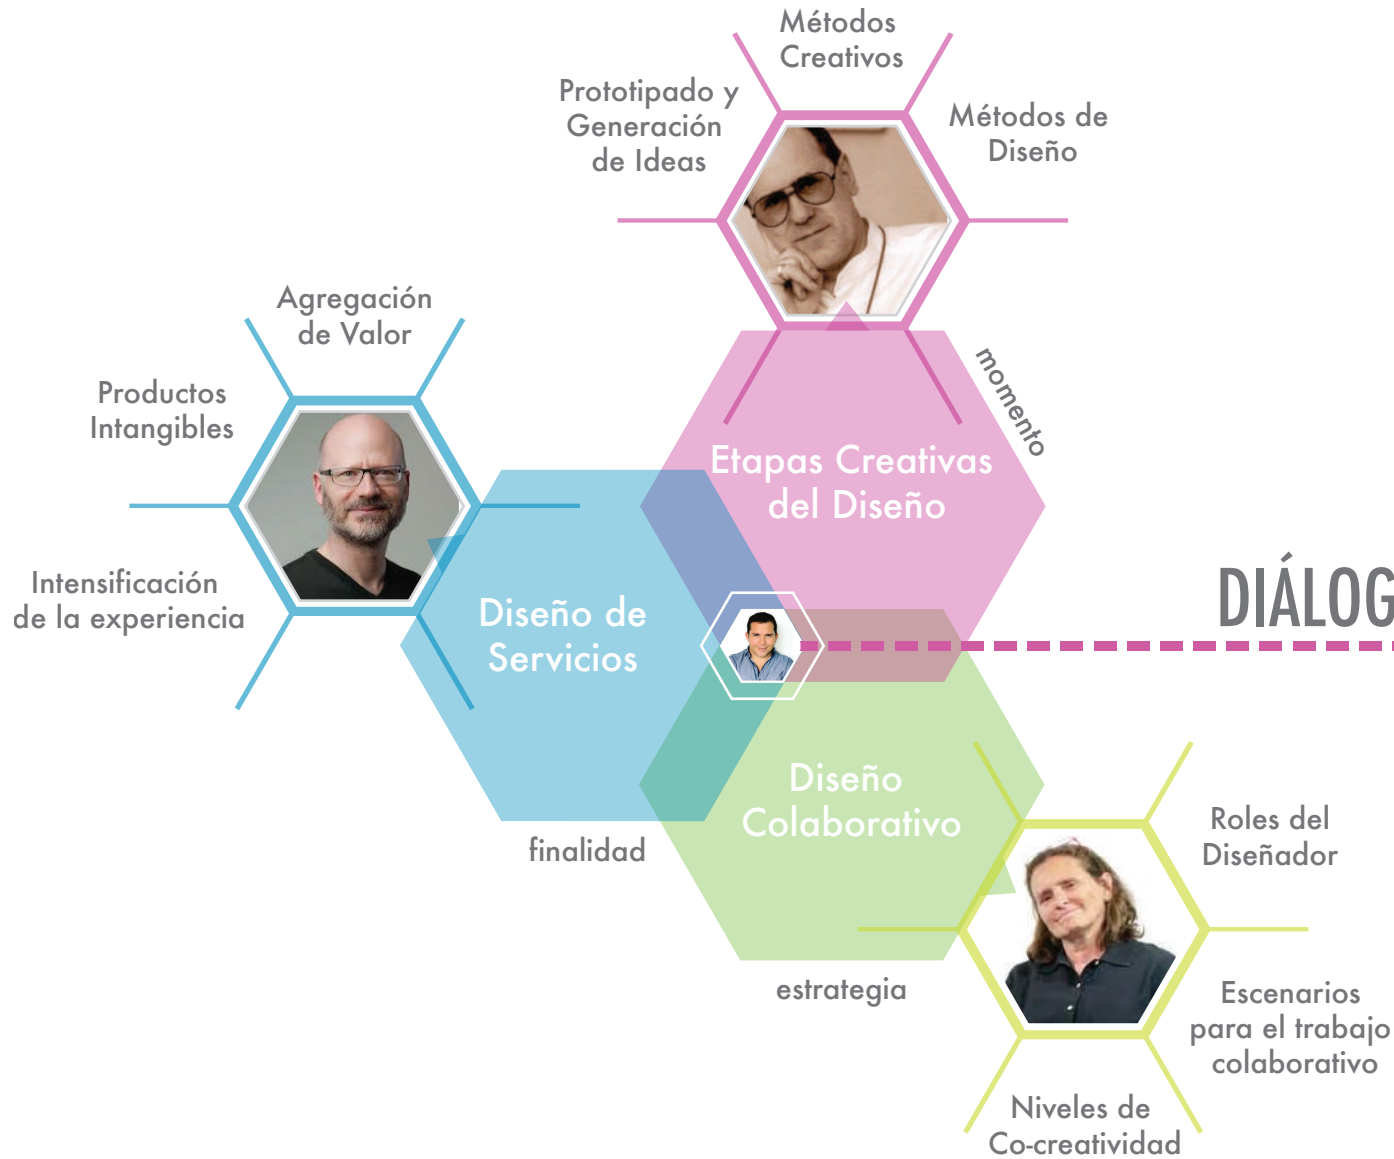 Métodos
Creativos
Prototipado y
Generación
de Ideas
Métodos de
Diseño
Agregación
de Valor
Productos
Intangibles
Intensificación
de la experiencia
momento
Etapas Creativas
del Diseño
Diseño de
Servicios
DIÁLOG
Diseño
Colaborativo
finalidad
estrategia
Roles del
Diseñador
Escenarios
para el trabajo
colaborativo
Niveles de
Co-creatividad